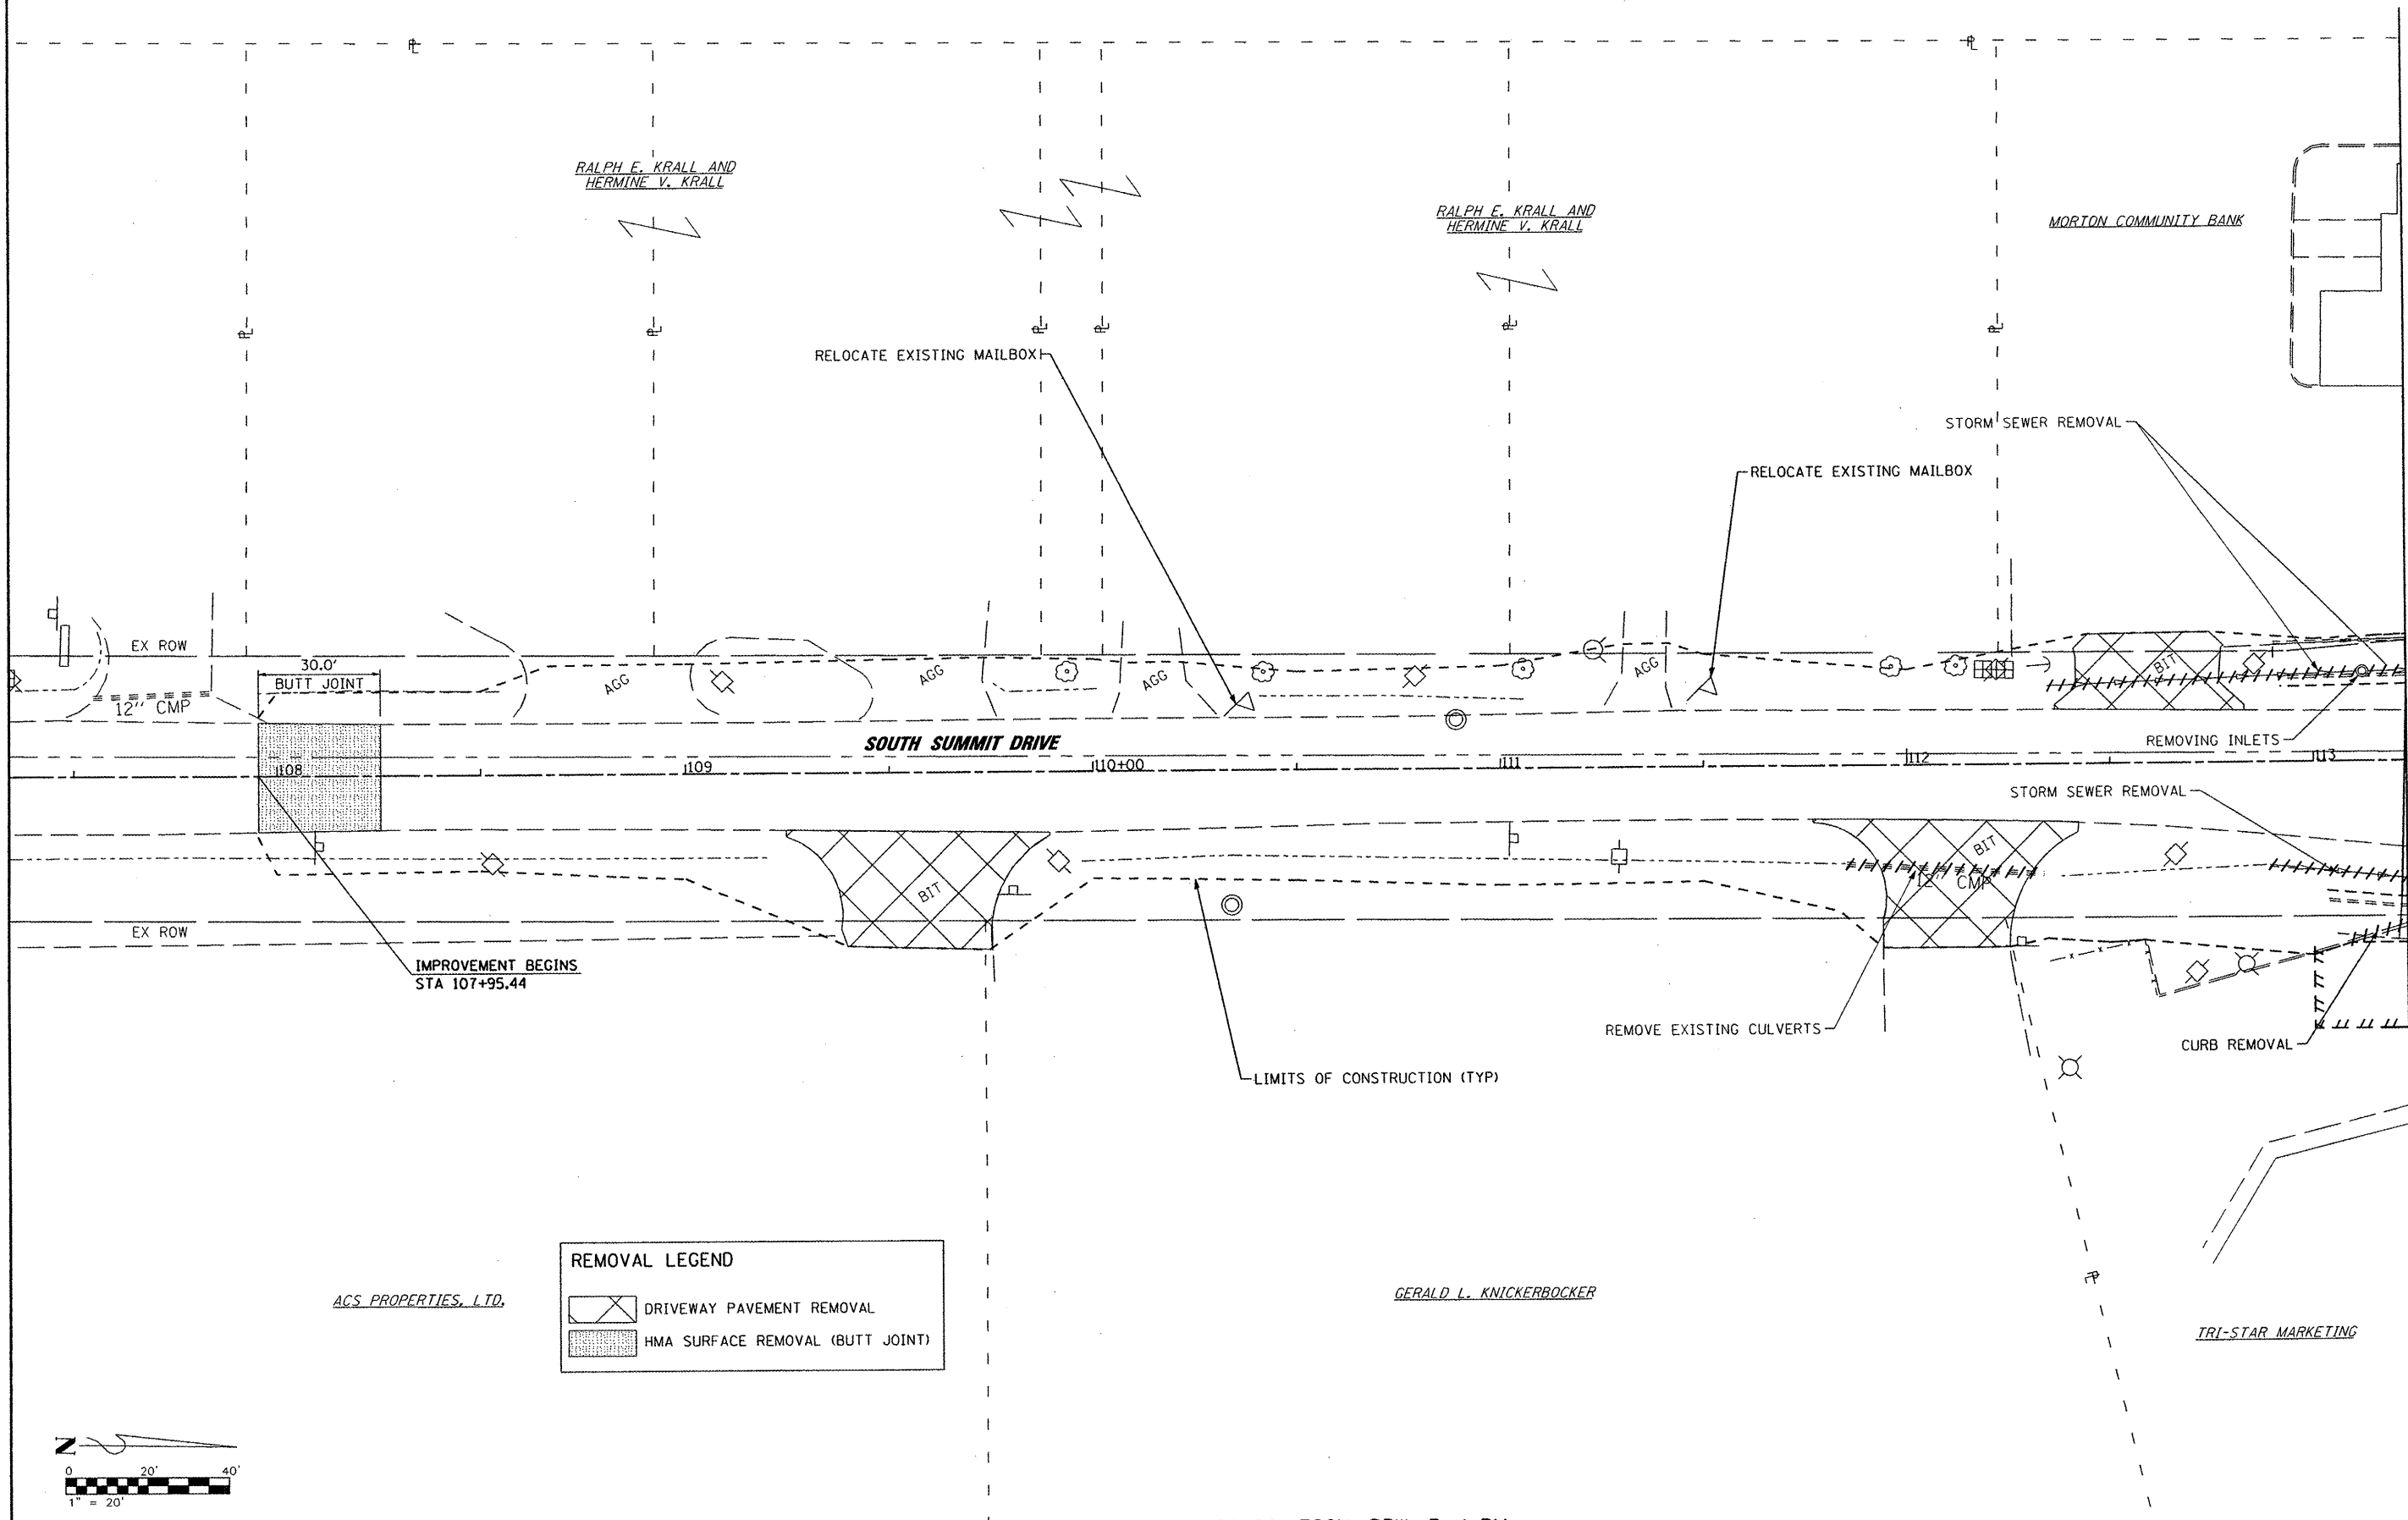 RALPH E. KRALL AND
HERMINE V. KRALL
RALPH E. KRALL AND
HERMINE V. KRALL
MORTON COMMUNITY BANK
RELOCATE EXISTING MAILBOX
STORM SEWER REMOVAL
RELOCATE EXISTING MAILBOX
EX ROW
30.0'
BUTT JOINT
12" CMP
AGG
AGG
AGG
AGG
BIT
SOUTH SUMMIT DRIVE
REMOVING INLETS
108
109
110+00
111
112
113
STORM SEWER REMOVAL
BIT
BIT
12" CMP
EX ROW
IMPROVEMENT BEGINS
STA 107+95.44
REMOVE EXISTING CULVERTS
CURB REMOVAL
LIMITS OF CONSTRUCTION (TYP)
REMOVAL LEGEND
DRIVEWAY PAVEMENT REMOVAL
HMA SURFACE REMOVAL (BUTT JOINT)
ACS PROPERTIES, LTD.
GERALD L. KNICKERBOCKER
TRI-STAR MARKETING
N
0 20' 40'
1" = 20'